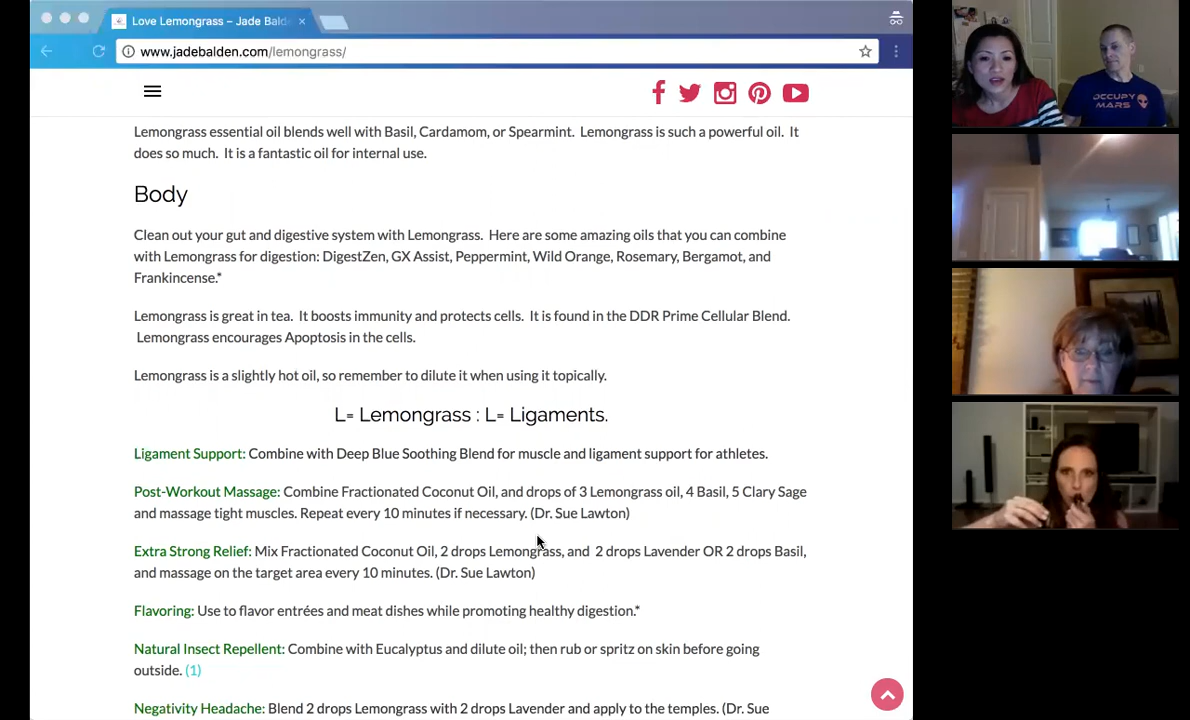 Love Lemongrass – Jade Bald
www.jadebalden.com/lemongrass/
Lemongrass essential oil blends well with Basil, Cardamom, or Spearmint. Lemongrass is such a powerful oil. It
does so much. It is a fantastic oil for internal use.
Body
Clean out your gut and digestive system with Lemongrass. Here are some amazing oils that you can combine
with Lemongrass for digestion: DigestZen, GX Assist, Peppermint, Wild Orange, Rosemary, Bergamot, and
Frankincense.*
Lemongrass is great in tea. It boosts immunity and protects cells. It is found in the DDR Prime Cellular Blend.
Lemongrass encourages Apoptosis in the cells.
Lemongrass is a slightly hot oil, so remember to dilute it when using it topically.
L= Lemongrass : L= Ligaments.
Ligament Support: Combine with Deep Blue Soothing Blend for muscle and ligament support for athletes.
Post-Workout Massage: Combine Fractionated Coconut Oil, and drops of 3 Lemongrass oil, 4 Basil, 5 Clary Sage
and massage tight muscles. Repeat every 10 minutes if necessary. (Dr. Sue Lawton)
Extra Strong Relief: Mix Fractionated Coconut Oil, 2 drops Lemongrass, and 2 drops Lavender OR 2 drops Basil,
and massage on the target area every 10 minutes. (Dr. Sue Lawton)
Flavoring: Use to flavor entrées and meat dishes while promoting healthy digestion.*
Natural Insect Repellent: Combine with Eucalyptus and dilute oil; then rub or spritz on skin before going
outside. (1)
Negativity Headache: Blend 2 drops Lemongrass with 2 drops Lavender and apply to the temples. (Dr. Sue
OCCUPY
MARS